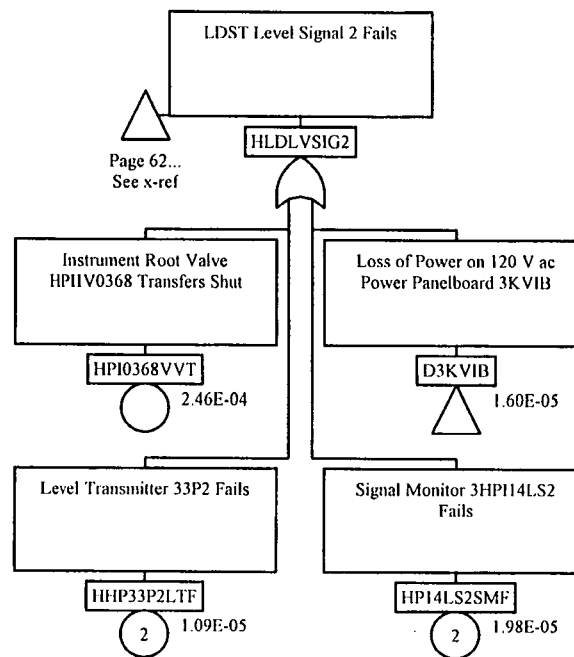 LDST Level Signal 2 Fails
HLDLVSIG2
Page 62...
See x-ref
Instrument Root Valve
HPIIV0368 Transfers Shut
HPI0368VVT
2.46E-04
Loss of Power on 120 V ac
Power Panelboard 3KVIB
D3KVIB
1.60E-05
Level Transmitter 33P2 Fails
HHP33P2LTF
2
1.09E-05
Signal Monitor 3HPI14LS2
Fails
HP14LS2SMF
2
1.98E-05